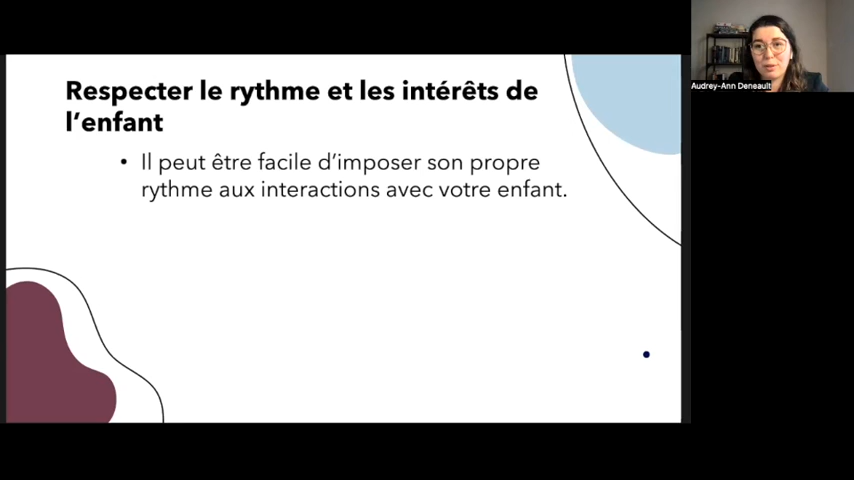 Respecter le rythme et les intérêts de
l’enfant
• Il peut être facile d’imposer son propre
rythme aux interactions avec votre enfant.
Audrey-Ann Deneault